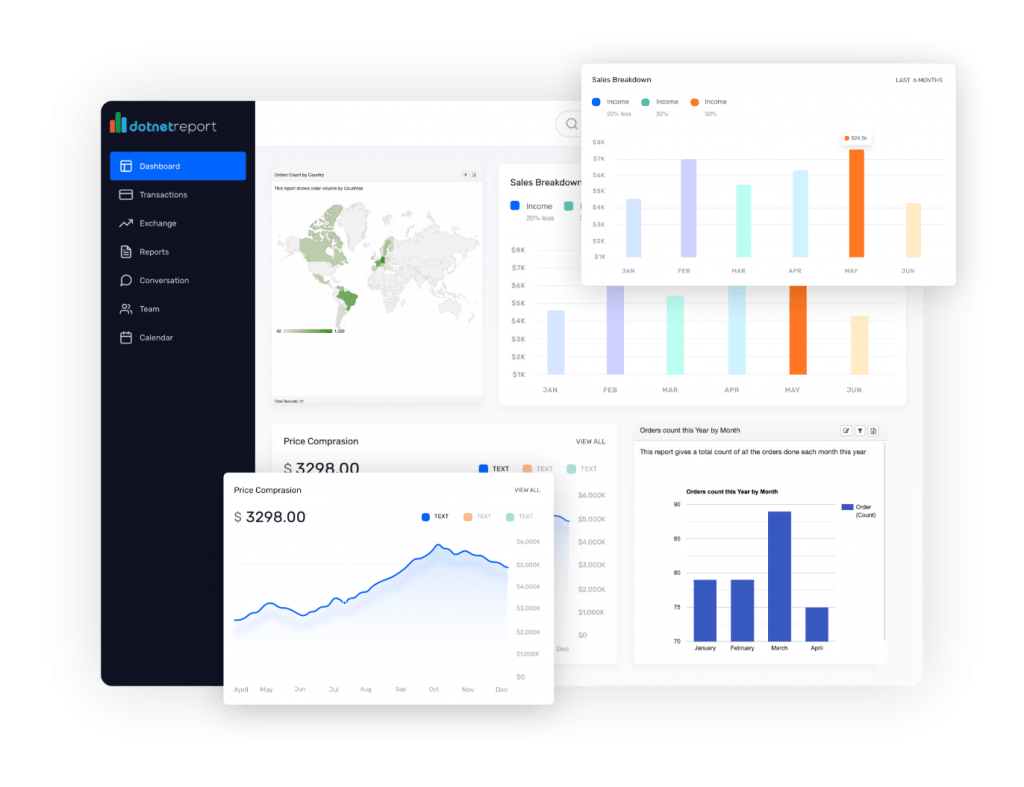 dotnetreport
Dashboard
Transactions
Exchange
Reports
Conversation
Team
Calendar
Orders Count by Country
This report shows order volume by Countries
1,528
Total Records: 21
Sales Breakdown
Income
20% less
$8K
$7K
$6K
$5K
$4K
$3K
$2K
$1K
JAN
FEB
MAR
APR
MAY
JUN
Sales Breakdown
LAST 6 MONTHS
Income
Income
Income
20% less
20%
50%
$24.5k
$8K
$7K
$6K
$5K
$4K
$3K
$2K
$1K
JAN
FEB
MAR
APR
MAY
JUN
Price Comprasion
VIEW ALL
$ 3298.00
TEXT
TEXT
TEXT
$6,000K
$5,000K
$4,000K
$3,000K
$2,000K
$1,000K
$0
Dec
Price Comprasion
VIEW ALL
$ 3298.00
TEXT
TEXT
TEXT
$6,000K
$5,000K
$4,000K
$3,000K
$2,000K
$1,000K
$0
April
May
Jun
Jul
Aug
Sep
Oct
Nov
Dec
Orders count this Year by Month
This report gives a total count of all the orders done each month this year
Orders count this Year by Month
90
85
80
75
70
Order
(Count)
January
February
March
April